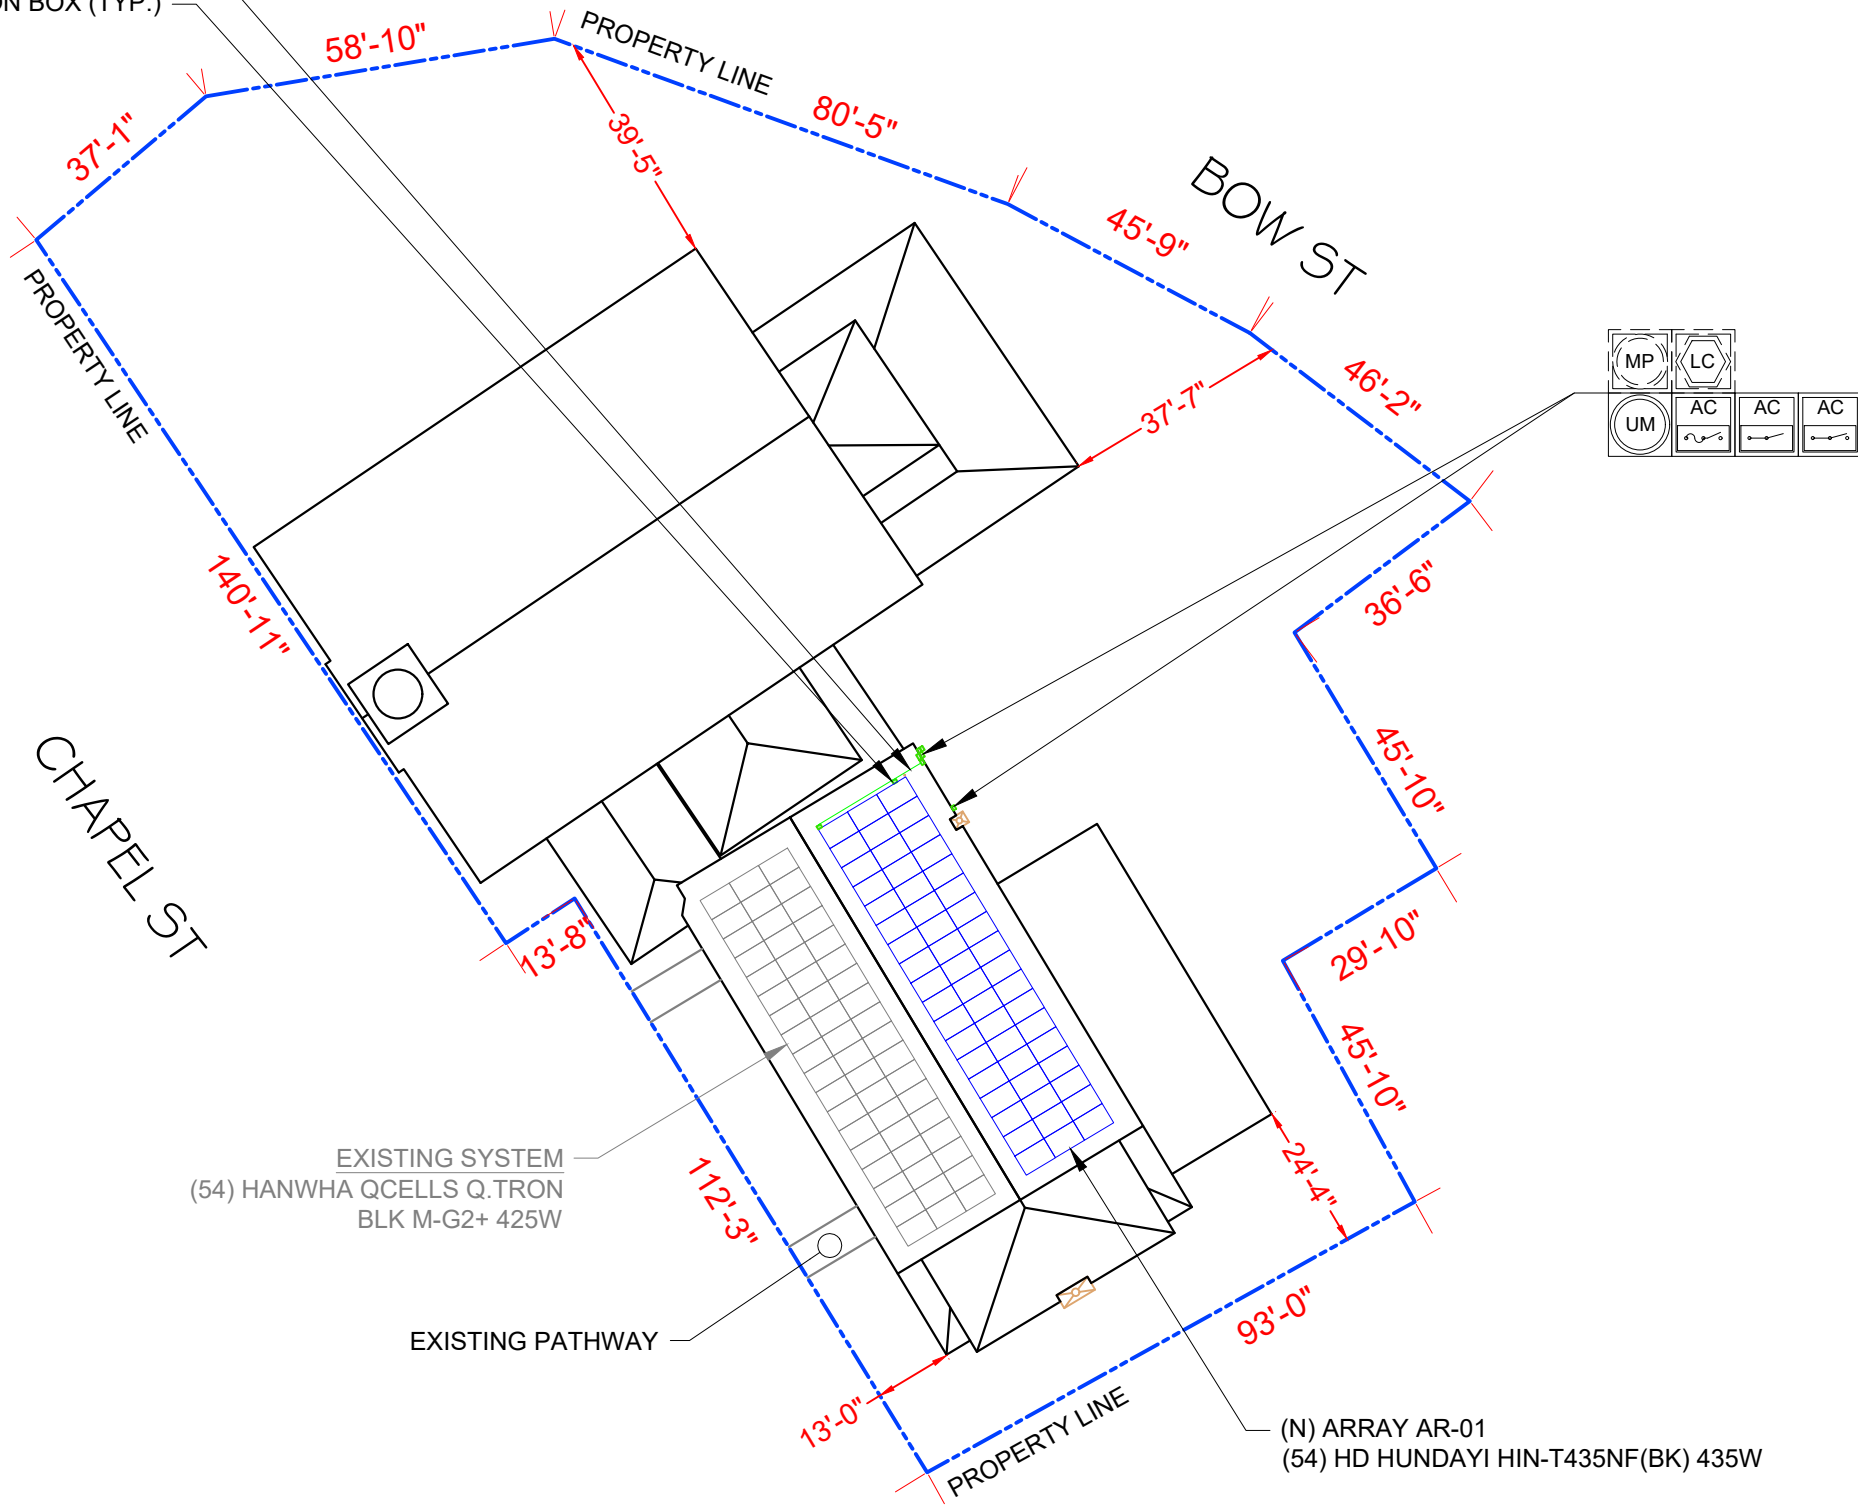 ON BOX (TYP.)
58'-10"
PROPERTY LINE
37'-1"
39'-5"
80'-5"
BOW ST
45'-9"
PROPERTY LINE
37'-7"
46'-2"
MP
LC
UM
AC
AC
AC
140'-11"
36'-6"
CHAPEL ST
45'-10"
13'-8"
29'-10"
45'-10"
EXISTING SYSTEM
(54) HANWHA QCELLS Q.TRON
BLK M-G2+ 425W
112'-3"
24'-4"
EXISTING PATHWAY
93'-0"
13'-0"
PROPERTY LINE
(N) ARRAY AR-01
(54) HD HUNDAYI HIN-T435NF(BK) 435W